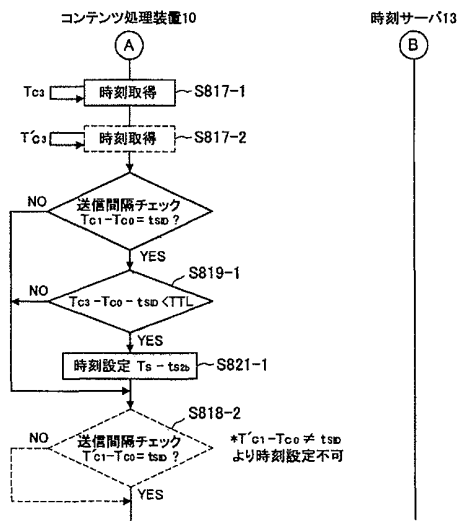 コンテンツ処理装置10
時刻サーバ13
A
B
TC3
時刻取得
S817-1
T'C3
時刻取得
S817-2
NO
送信間隔チェック
TC1-TC0=tSID ?
YES
S819-1
NO
TC3-TC0-tSID<TTL
YES
時刻設定 TS-tS2b
S821-1
S818-2
NO
送信間隔チェック
T'C1-TC0=tSID ?
YES
*T'C1-TC0≠tSID
より時刻設定不可